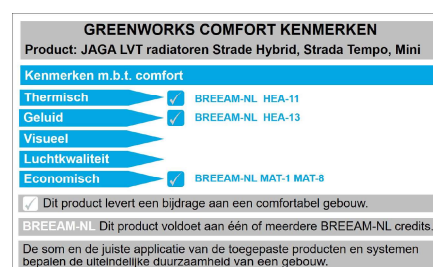 GREENWORKS COMFORT KENMERKEN
Product: JAGA LVT radiatoren Strade Hybrid, Strada Tempo, Mini
Kenmerken m.b.t. comfort
Thermisch BREEAM-NL HEA-11
Geluid BREEAM-NL HEA-13
Visueel
Luchtkwaliteit
Economisch BREEAM-NL MAT-1 MAT-8
Dit product levert een bijdrage aan een comfortabel gebouw.
BREEAM-NL Dit product voldoet aan één of meerdere BREEAM-NL credits.
De som en de juiste applicatie van de toegepaste producten en systemen
bepalen de uiteindelijke duurzaamheid van een gebouw.